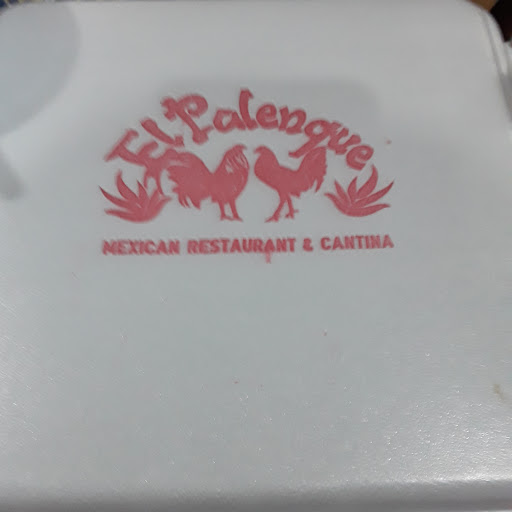 El Palenque
MEXICAN RESTAURANT & CANTINA